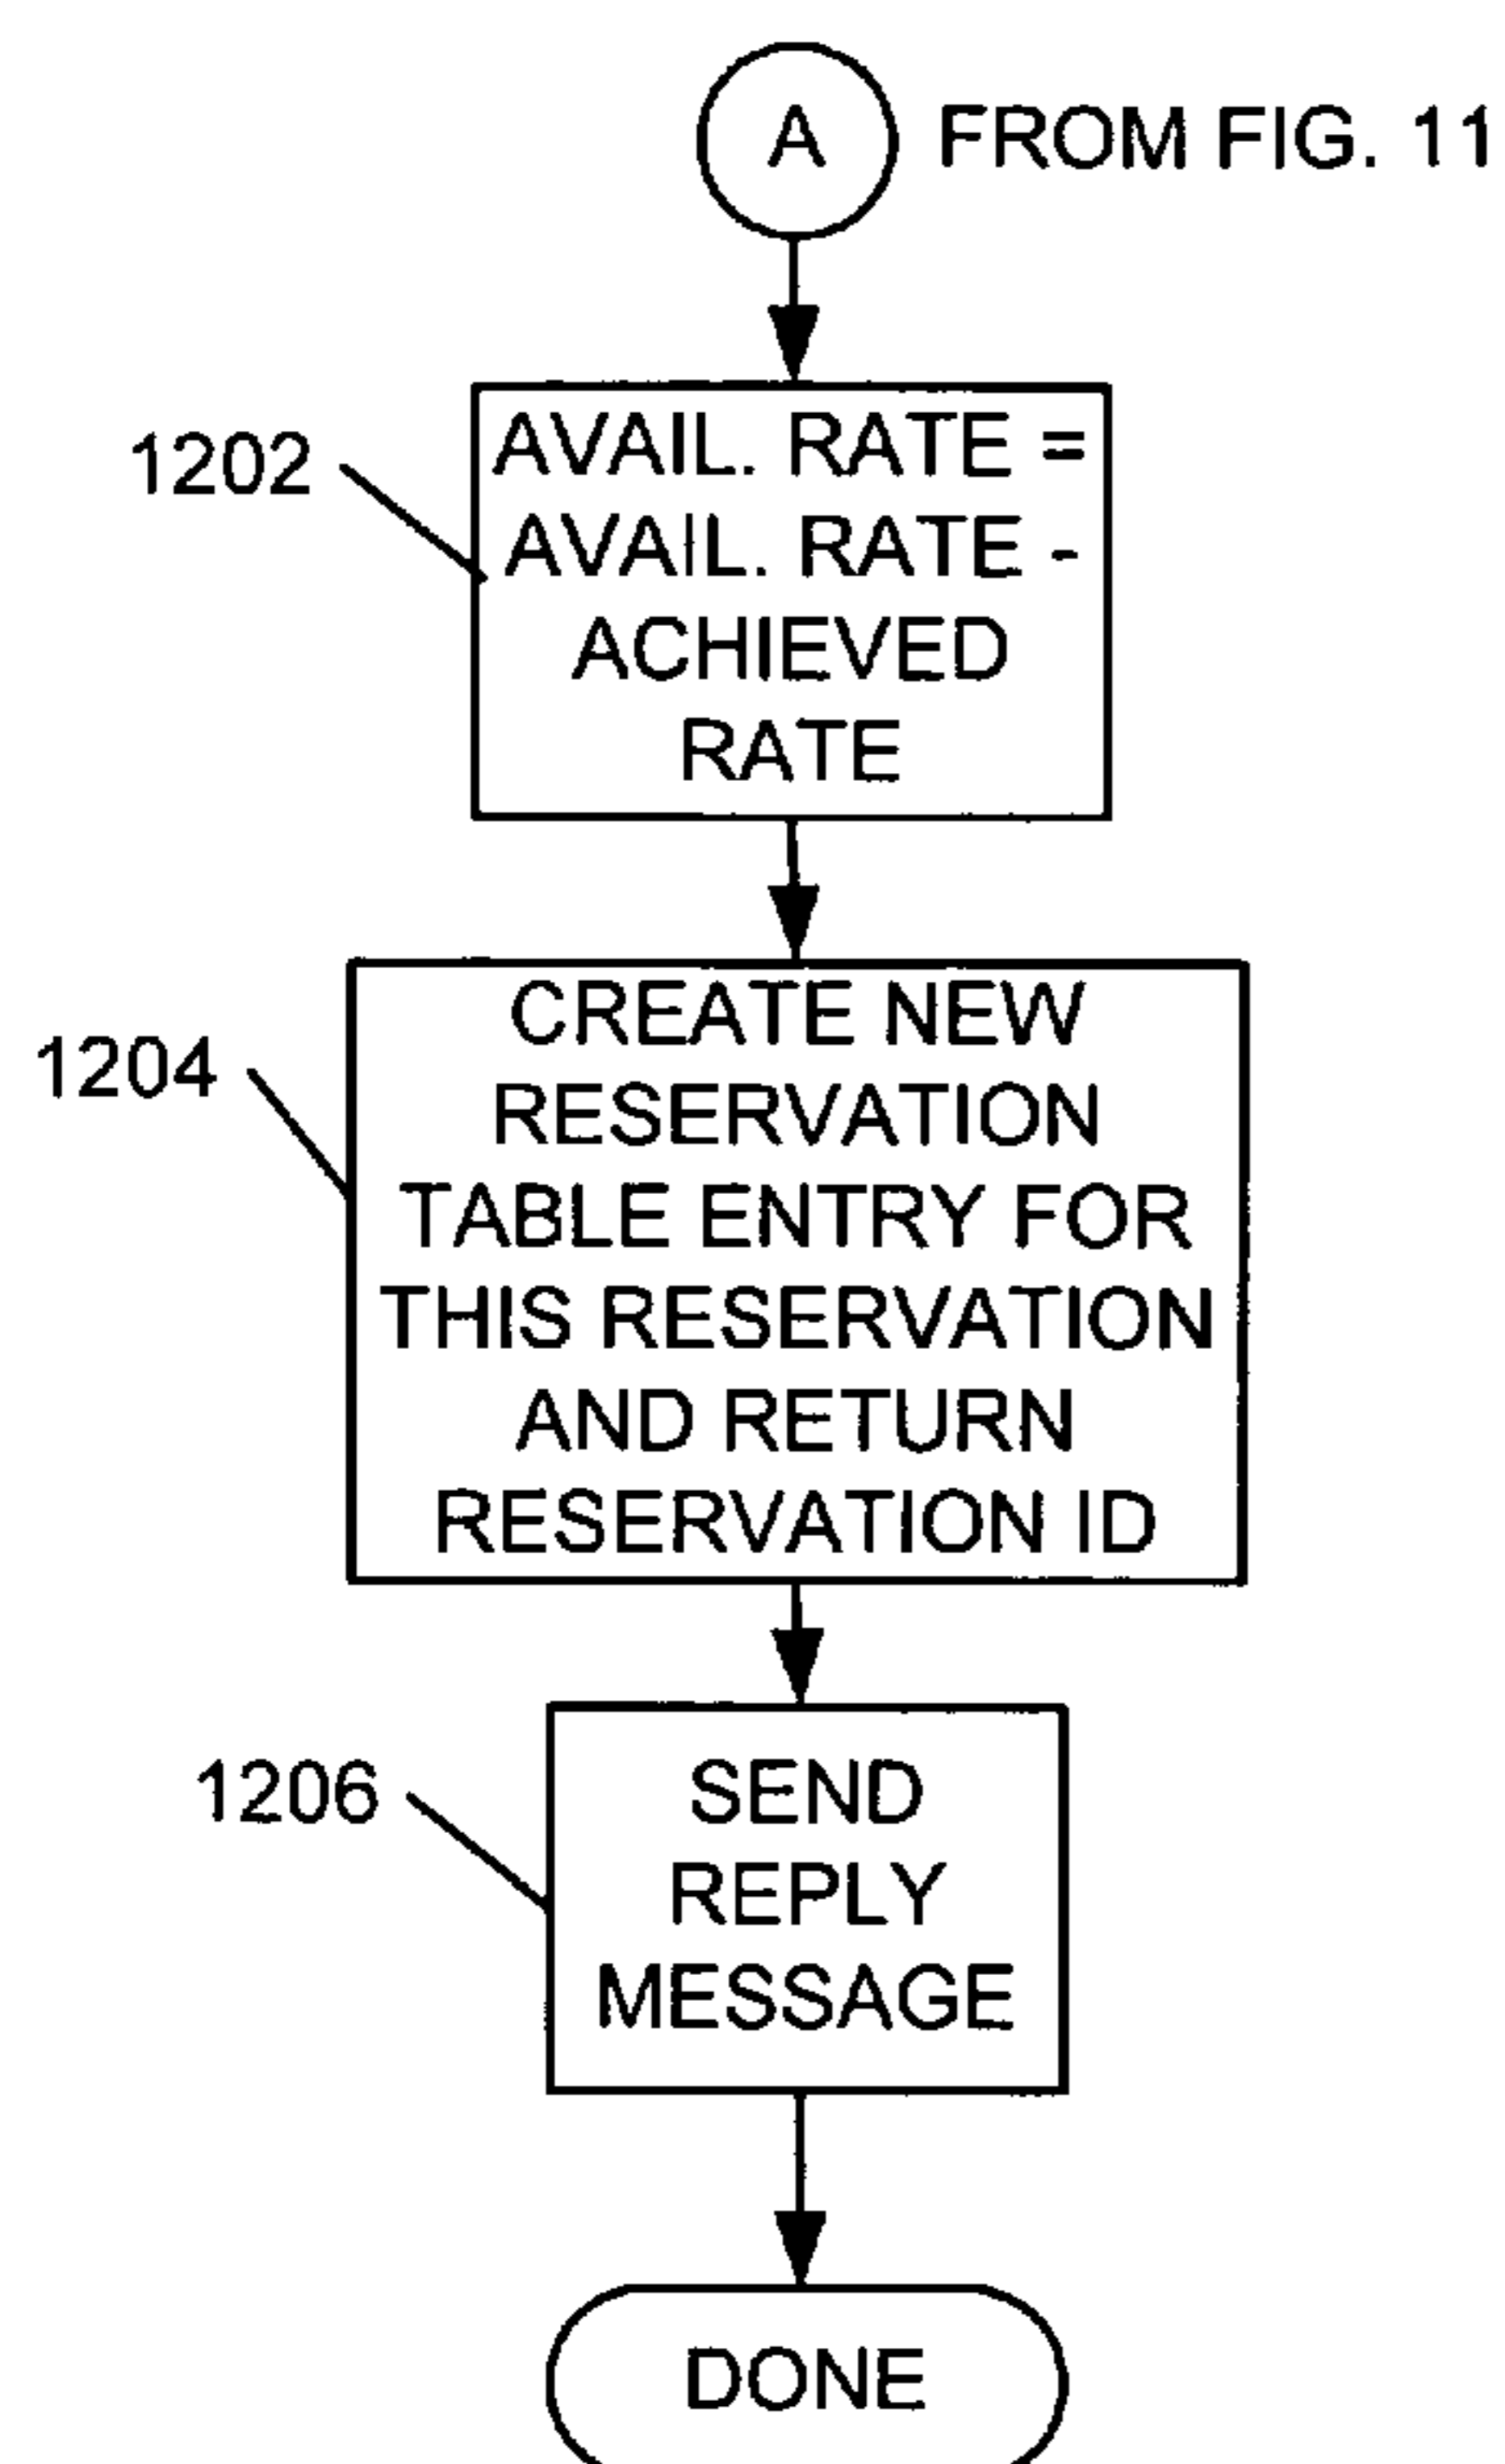 A FROM FIG. 11
1202
AVAIL. RATE =
AVAIL. RATE -
ACHIEVED
RATE
1204
CREATE NEW
RESERVATION
TABLE ENTRY FOR
THIS RESERVATION
AND RETURN
RESERVATION ID
1206
SEND
REPLY
MESSAGE
DONE